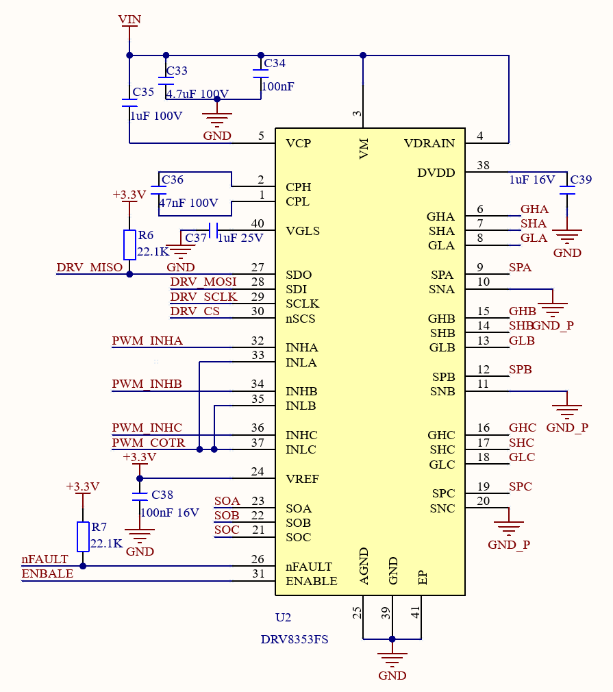 VIN
C33
4.7uF 100V
C34
100nF
C35
1uF 100V
GND
3
VM
5
VCP
VDRAIN
4
DVDD
38
1uF 16V
C39
GND
C36
47nF 100V
2
CPH
1
CPL
+3.3V
R6
22.1K
40
VGLS
C37
1uF 25V
GND
GHA
6
GHA
SHA
7
SHA
GLA
8
GLA
DRV_MISO
27
SDO
DRV_MOSI
28
SDI
DRV_SCLK
29
SCLK
DRV_CS
30
nSCS
SPA
9
SPA
SNA
10
GND_P
PWM_INHA
32
INHA
33
INLA
GHB
15
GHB
SHB
14
SHB
GLB
13
GLB
PWM_INHB
34
INHB
35
INLB
SPB
12
SPB
SNB
11
GND_P
PWM_INHC
36
INHC
PWM_COTR
37
INLC
GHC
16
GHC
SHC
17
SHC
GLC
18
GLC
+3.3V
24
VREF
C38
100nF 16V
GND
SPC
19
SPC
SNC
20
GND_P
SOA
23
SOA
SOB
22
SOB
SOC
21
SOC
+3.3V
R7
22.1K
nFAULT
26
nFAULT
ENBALE
31
ENABLE
AGND
GND
EP
25
39
41
GND
U2
DRV8353FS